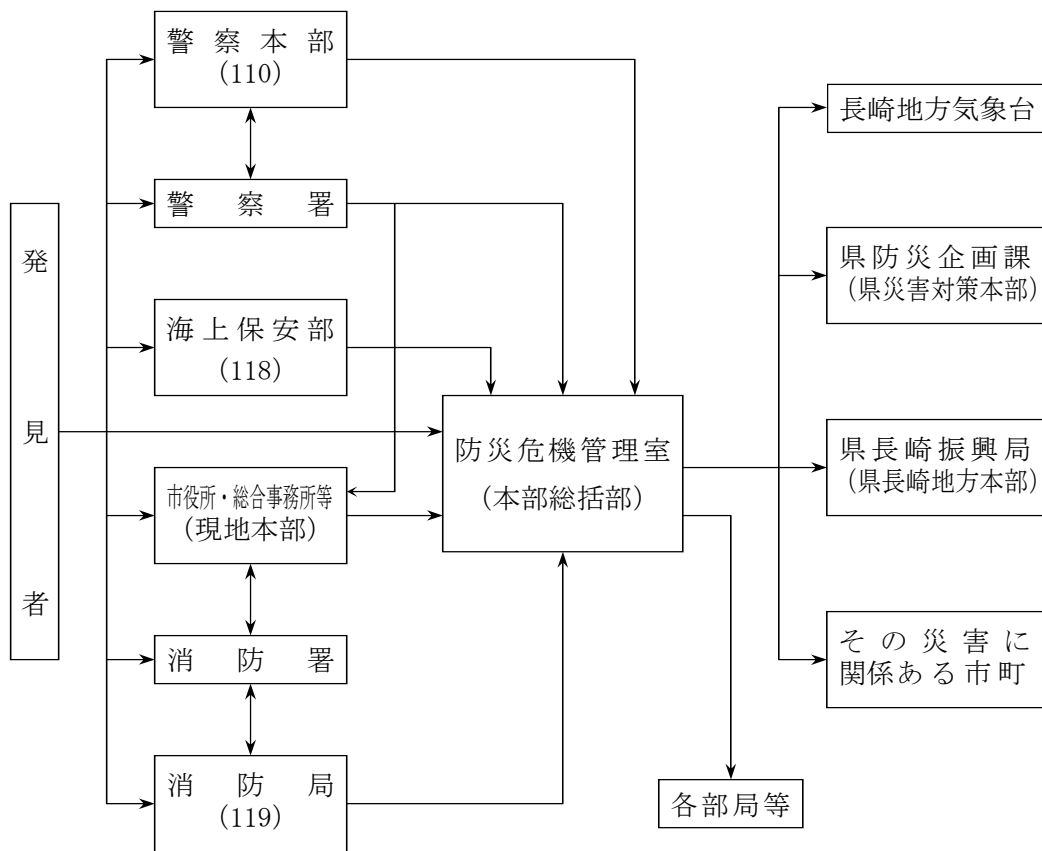 発見者
警察本部
(110)
警察署
海上保安部
(118)
市役所・総合事務所等
(現地本部)
消防署
消防局
(119)
防災危機管理室
(本部総括部)
長崎地方気象台
県防災企画課
(県災害対策本部)
県長崎振興局
(県長崎地方本部)
その災害に
関係ある市町
各部局等